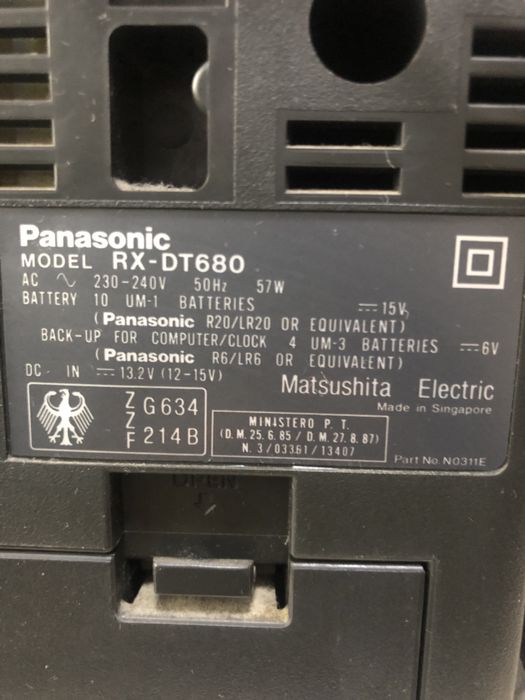 Panasonic
MODEL RX-DT680
AC ∿ 230-240V 50Hz 57W
BATTERY 10 UM-1 BATTERIES ⎓ 15V,
(Panasonic R20/LR20 OR EQUIVALENT)
BACK-UP FOR COMPUTER/CLOCK 4 UM-3 BATTERIES ⎓ 6V
(Panasonic R6/LR6 OR EQUIVALENT)
DC IN ⎓ 13.2V (12-15V)
Matsushita Electric
Made in Singapore
Z
Z G634
F 214B
MINISTERO P. T.
(D. M. 25. 6. 85 / D. M. 27. 8. 87)
N. 3 / 03361 / 13407
Part No. N0311E
OPEN